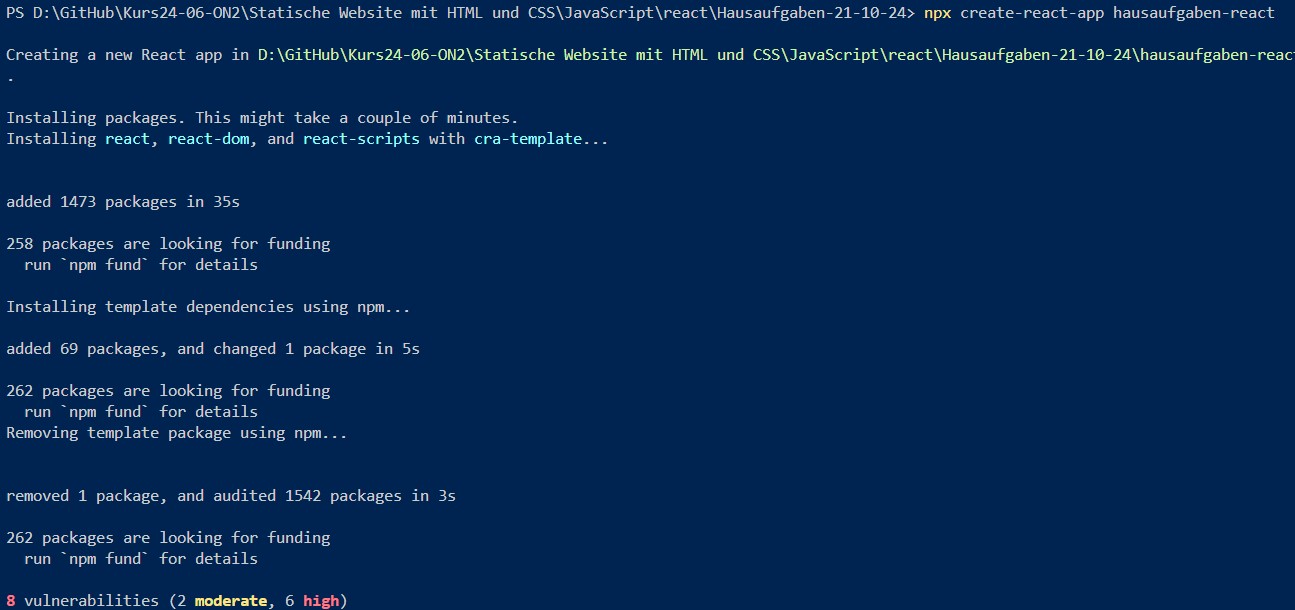 PS D:\GitHub\Kurs24-06-ON2\Statische Website mit HTML und CSS\JavaScript\react\Hausaufgaben-21-10-24> npx create-react-app hausaufgaben-react
Creating a new React app in D:\GitHub\Kurs24-06-ON2\Statische Website mit HTML und CSS\JavaScript\react\Hausaufgaben-21-10-24\hausaufgaben-react
.
Installing packages. This might take a couple of minutes.
Installing react, react-dom, and react-scripts with cra-template...
added 1473 packages in 35s
258 packages are looking for funding
  run `npm fund` for details
Installing template dependencies using npm...
added 69 packages, and changed 1 package in 5s
262 packages are looking for funding
  run `npm fund` for details
Removing template package using npm...
removed 1 package, and audited 1542 packages in 3s
262 packages are looking for funding
  run `npm fund` for details
8 vulnerabilities (2 moderate, 6 high)